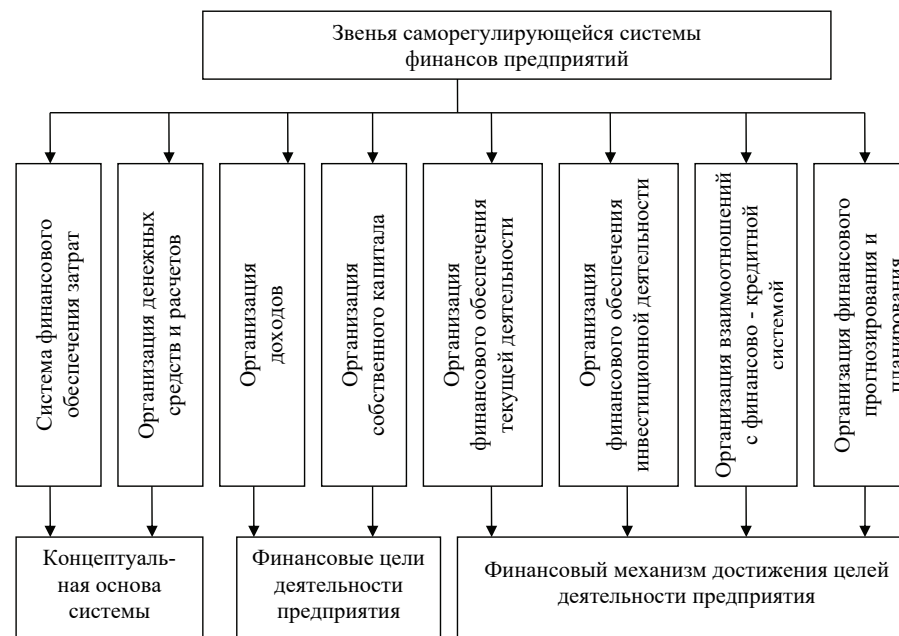 Звенья саморегулирующейся системы
финансов предприятий
Система финансового
обеспечения затрат
Организация денежных
средств и расчетов
Организация
доходов
Организация
собственного капитала
Организация
финансового обеспечения
текущей деятельности
Организация
финансового обеспечения
инвестиционной деятельности
Организация взаимоотношений
с финансово - кредитной
системой
Организация финансового
прогнозирования и
планирования
Концептуаль-
ная основа
системы
Финансовые цели
деятельности
предприятия
Финансовый механизм достижения целей
деятельности предприятия